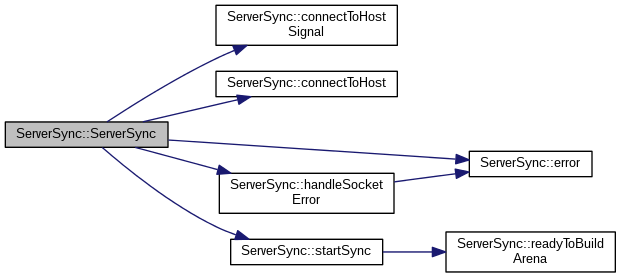 ServerSync::connectToHost
Signal
ServerSync::connectToHost
ServerSync::ServerSync
ServerSync::error
ServerSync::handleSocket
Error
ServerSync::startSync
ServerSync::readyToBuild
Arena